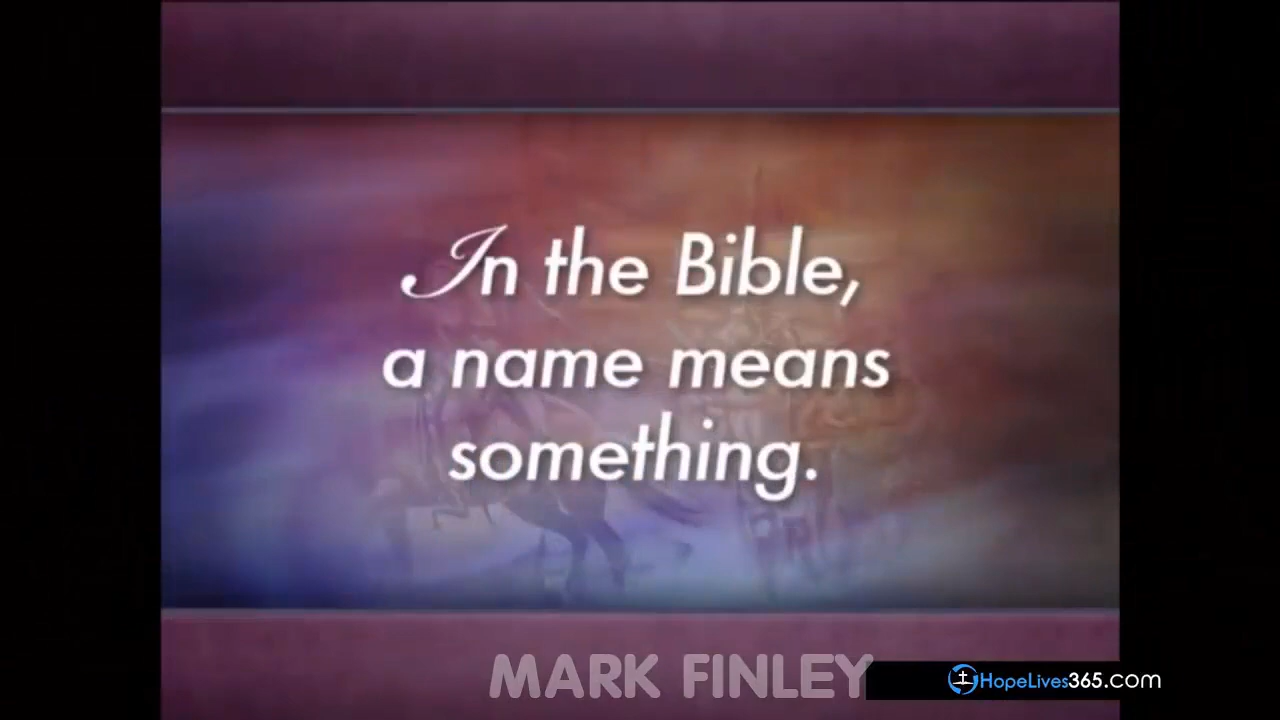 In the Bible,
a name means
something.
MARK FINLEY
HopeLives365.com